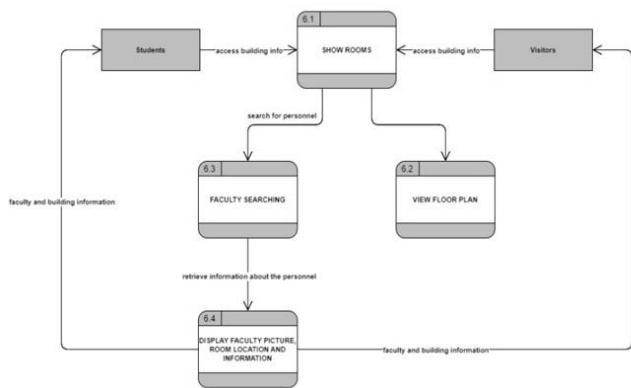 6.1
Students
access building info
SHOW ROOMS
access building info
Visitors
search for personnel
6.3
6.2
FACULTY SEARCHING
VIEW FLOOR PLAN
faculty and building information
retrieve information about the personnel
6.4
DISPLAY FACULTY PICTURE,
ROOM LOCATION AND
INFORMATION
faculty and building information